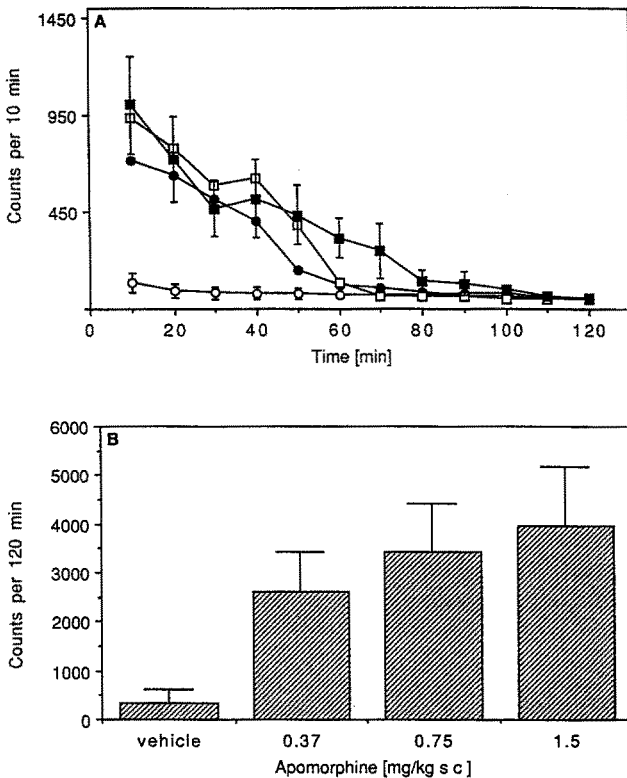 A
1450
950
450
Counts per 10 min
0 20 40 60 80 100 120
Time [min]
B
6000
5000
4000
3000
2000
1000
0
Counts per 120 min
vehicle 0.37 0.75 1.5
Apomorphine [mg/kg s c]